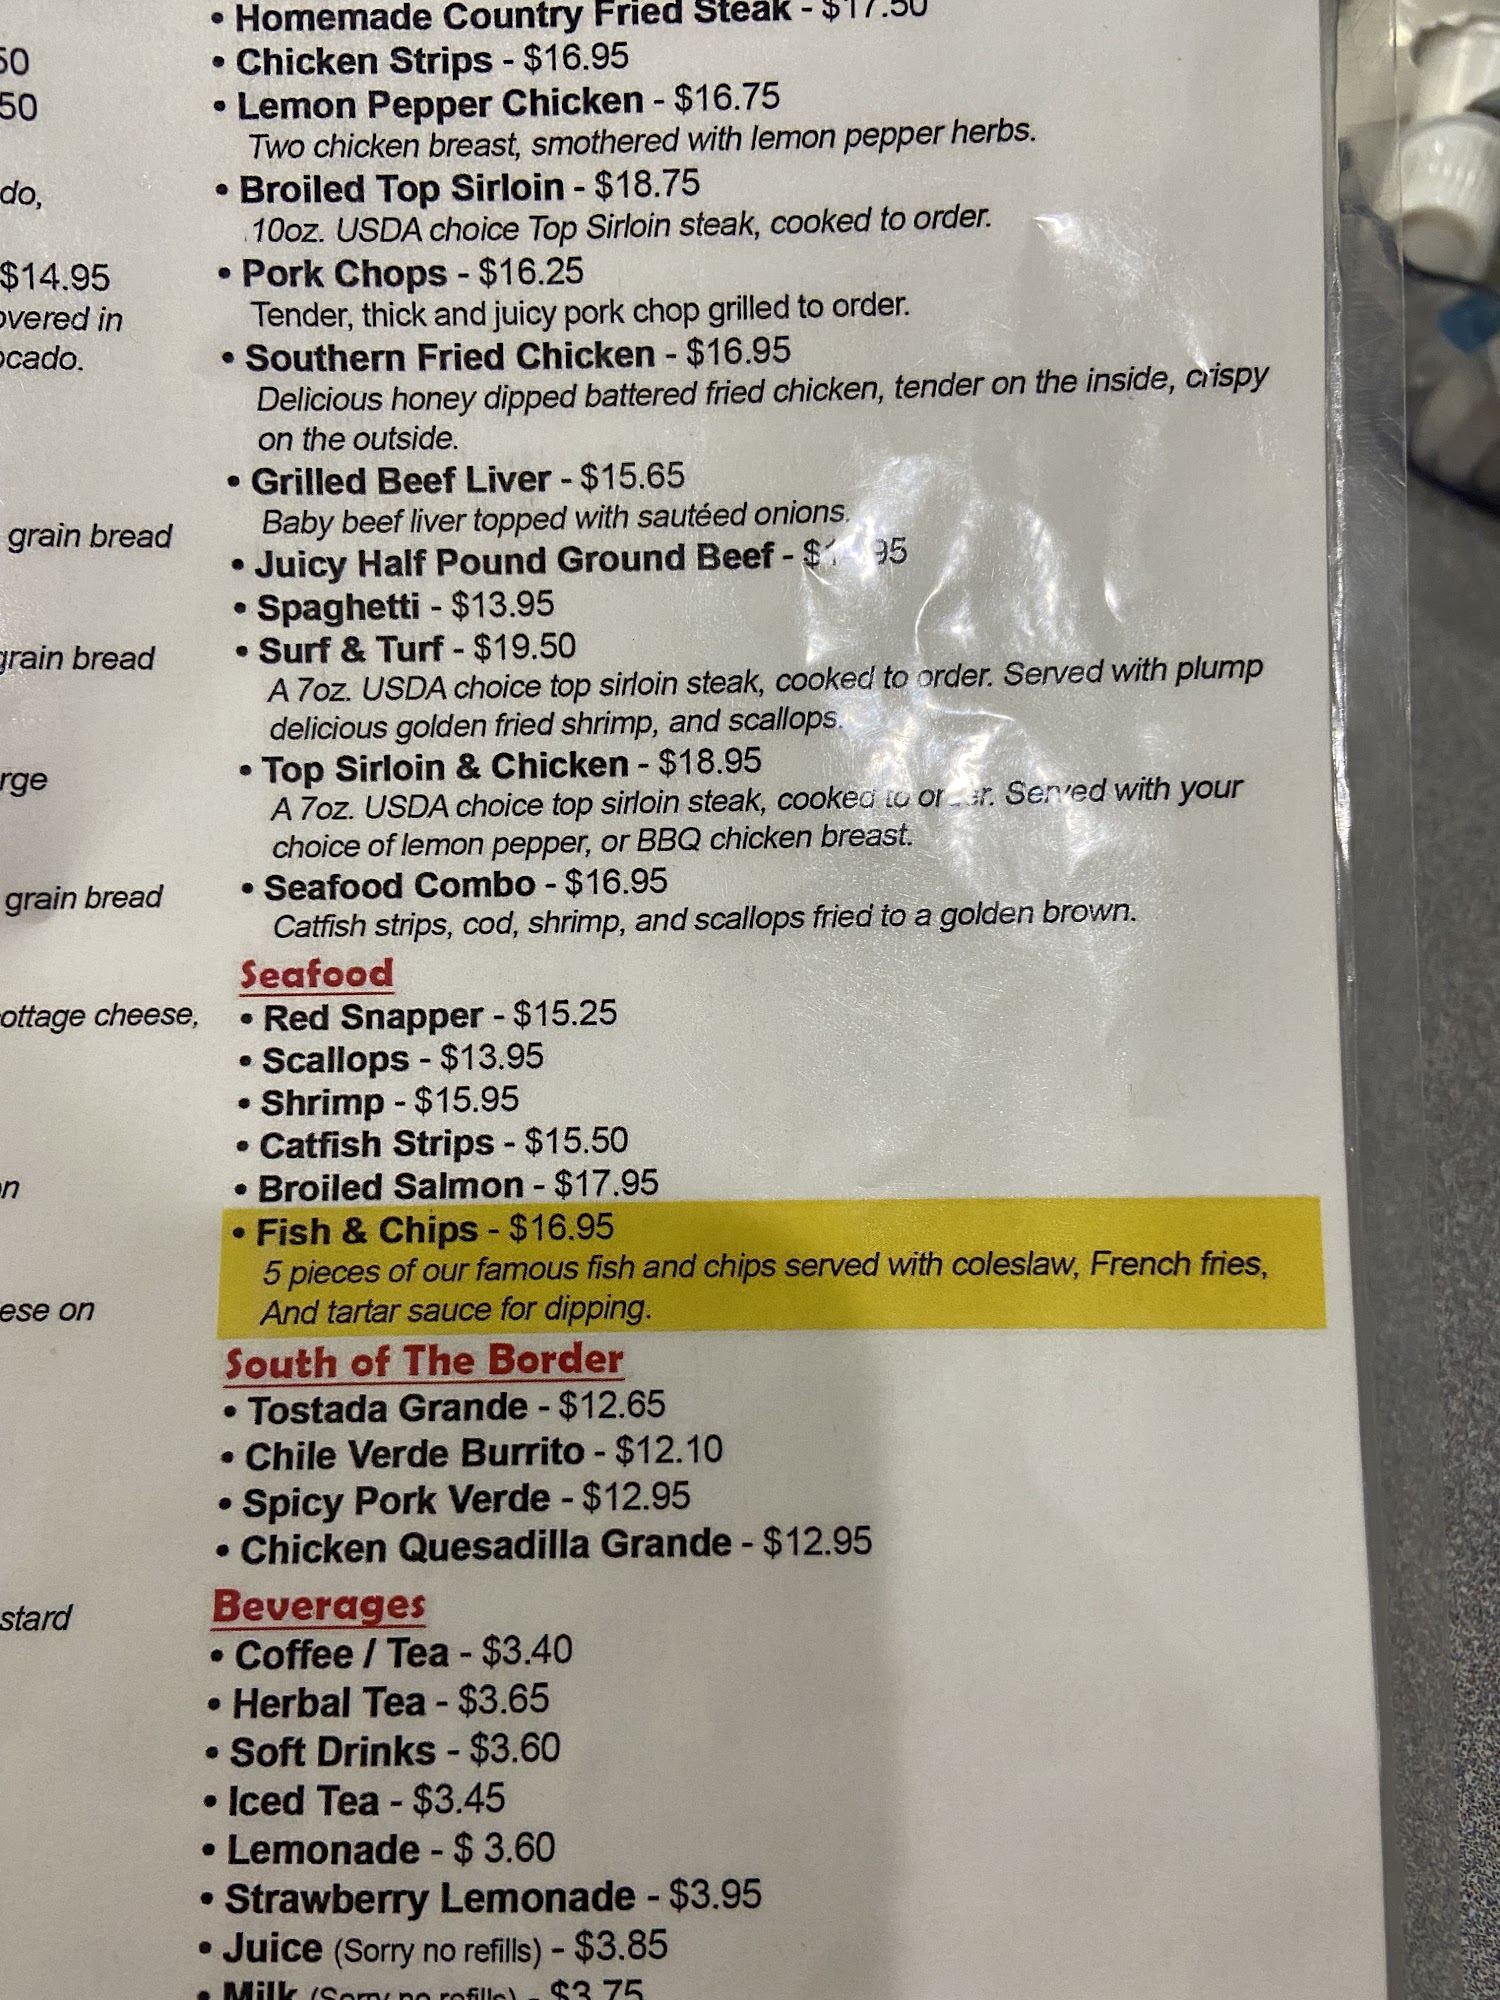 50
50
do,
$14.95
overed in
ocado.
grain bread
grain bread
rge
grain bread
ottage cheese,
on
ese on
stard
• Homemade Country Fried Steak - $17.50
• Chicken Strips - $16.95
• Lemon Pepper Chicken - $16.75
Two chicken breast, smothered with lemon pepper herbs.
• Broiled Top Sirloin - $18.75
10oz. USDA choice Top Sirloin steak, cooked to order.
• Pork Chops - $16.25
Tender, thick and juicy pork chop grilled to order.
• Southern Fried Chicken - $16.95
Delicious honey dipped battered fried chicken, tender on the inside, crispy
on the outside.
• Grilled Beef Liver - $15.65
Baby beef liver topped with sautéed onions.
• Juicy Half Pound Ground Beef -
• Spaghetti - $13.95
• Surf & Turf - $19.50
A 7oz. USDA choice top sirloin steak, cooked to order. Served with plump
delicious golden fried shrimp, and scallops.
• Top Sirloin & Chicken - $18.95
A 7oz. USDA choice top sirloin steak, cooked to order. Served with your
choice of lemon pepper, or BBQ chicken breast.
• Seafood Combo - $16.95
Catfish strips, cod, shrimp, and scallops fried to a golden brown.
Seafood
• Red Snapper - $15.25
• Scallops - $13.95
• Shrimp - $15.95
• Catfish Strips - $15.50
• Broiled Salmon - $17.95
• Fish & Chips - $16.95
5 pieces of our famous fish and chips served with coleslaw, French fries,
And tartar sauce for dipping.
South of The Border
• Tostada Grande - $12.65
• Chile Verde Burrito - $12.10
• Spicy Pork Verde - $12.95
• Chicken Quesadilla Grande - $12.95
Beverages
• Coffee / Tea - $3.40
• Herbal Tea - $3.65
• Soft Drinks - $3.60
• Iced Tea - $3.45
• Lemonade - $ 3.60
• Strawberry Lemonade - $3.95
• Juice (Sorry no refills) - $3.85
• Milk (Sorry no refills) - $3.75